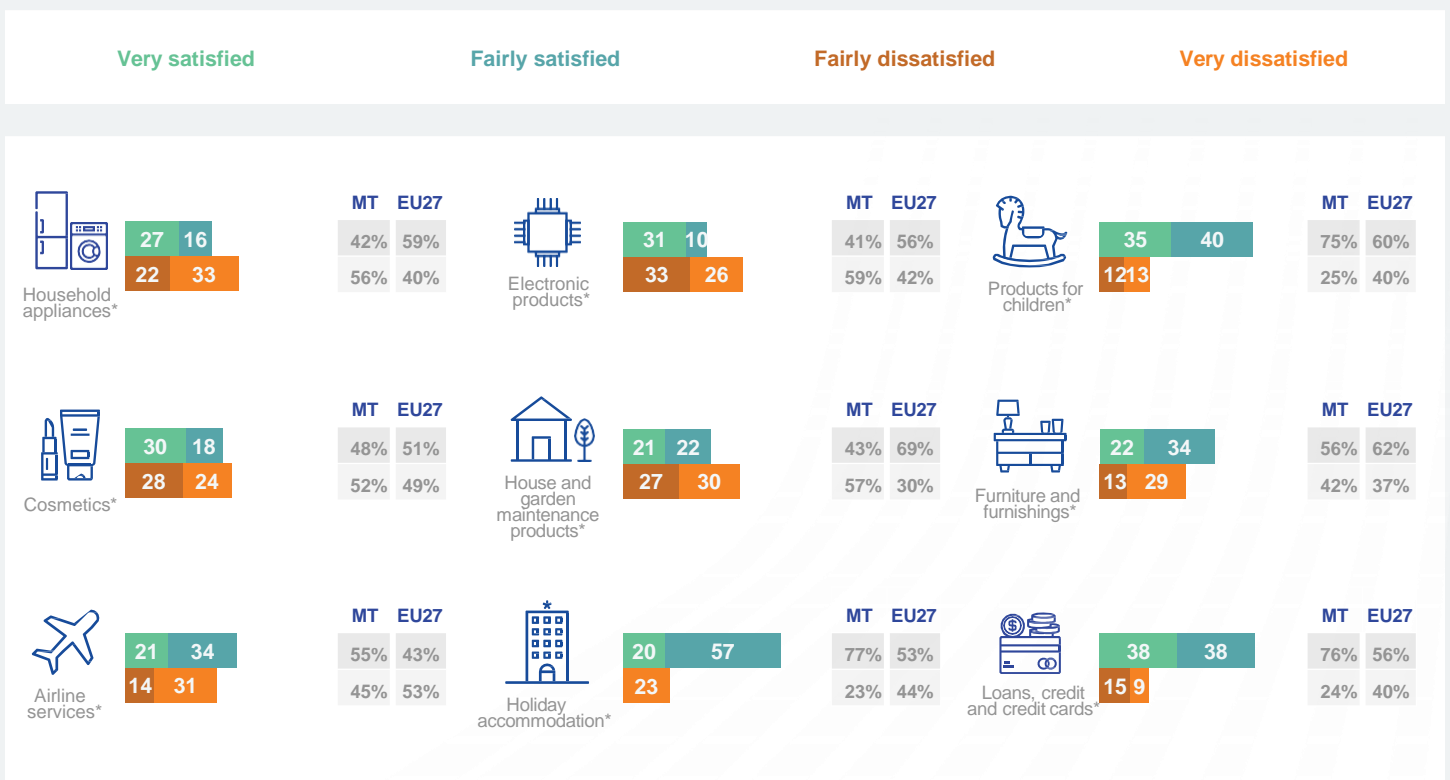 Very satisfied Fairly satisfied Fairly dissatisfied Very dissatisfied
MT EU27
27 16 42% 59%
22 33 56% 40%
Household
appliances*
MT EU27
31 10 41% 56%
33 26 59% 42%
Electronic
products*
MT EU27
35 40 75% 60%
12 13 25% 40%
Products for
children*
MT EU27
30 18 48% 51%
28 24 52% 49%
Cosmetics*
MT EU27
21 22 43% 69%
27 30 57% 30%
House and
garden
maintenance
products*
MT EU27
22 34 56% 62%
13 29 42% 37%
Furniture and
furnishings*
MT EU27
21 34 55% 43%
14 31 45% 53%
Airline
services*
MT EU27
20 57 77% 53%
23 23% 44%
Holiday
accommodation*
MT EU27
38 38 76% 56%
15 9 24% 40%
Loans, credit
and credit cards*